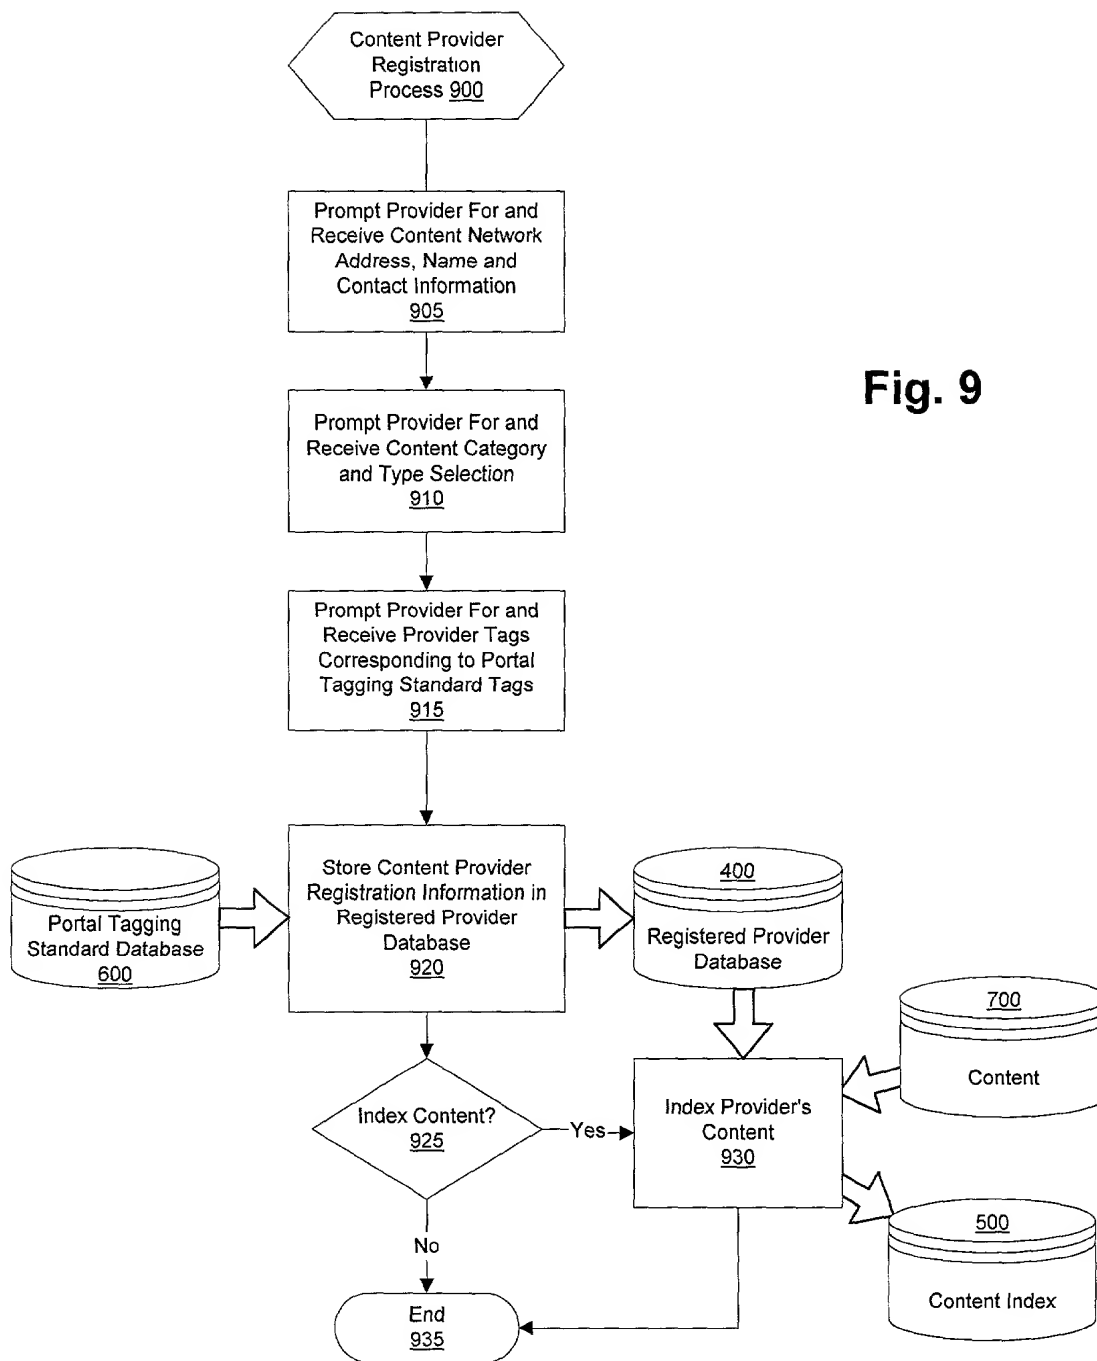 Content Provider
Registration
Process 900
Prompt Provider For and
Receive Content Network
Address, Name and
Contact Information
905
Fig. 9
Prompt Provider For and
Receive Content Category
and Type Selection
910
Prompt Provider For and
Receive Provider Tags
Corresponding to Portal
Tagging Standard Tags
915
Portal Tagging
Standard Database
600
Store Content Provider
Registration Information in
Registered Provider
Database
920
400
Registered Provider
Database
700
Content
Index Content?
925
Yes
Index Provider's
Content
930
500
Content Index
No
End
935